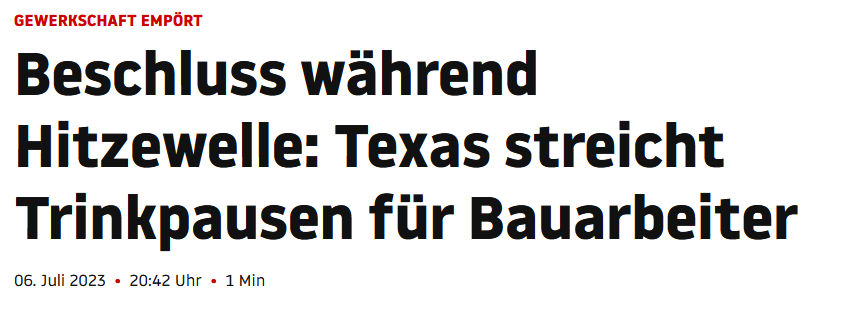 GEWERKSCHAFT EMPÖRT
Beschluss während
Hitzewelle: Texas streicht
Trinkpausen für Bauarbeiter
06. Juli 2023 • 20:42 Uhr • 1 Min